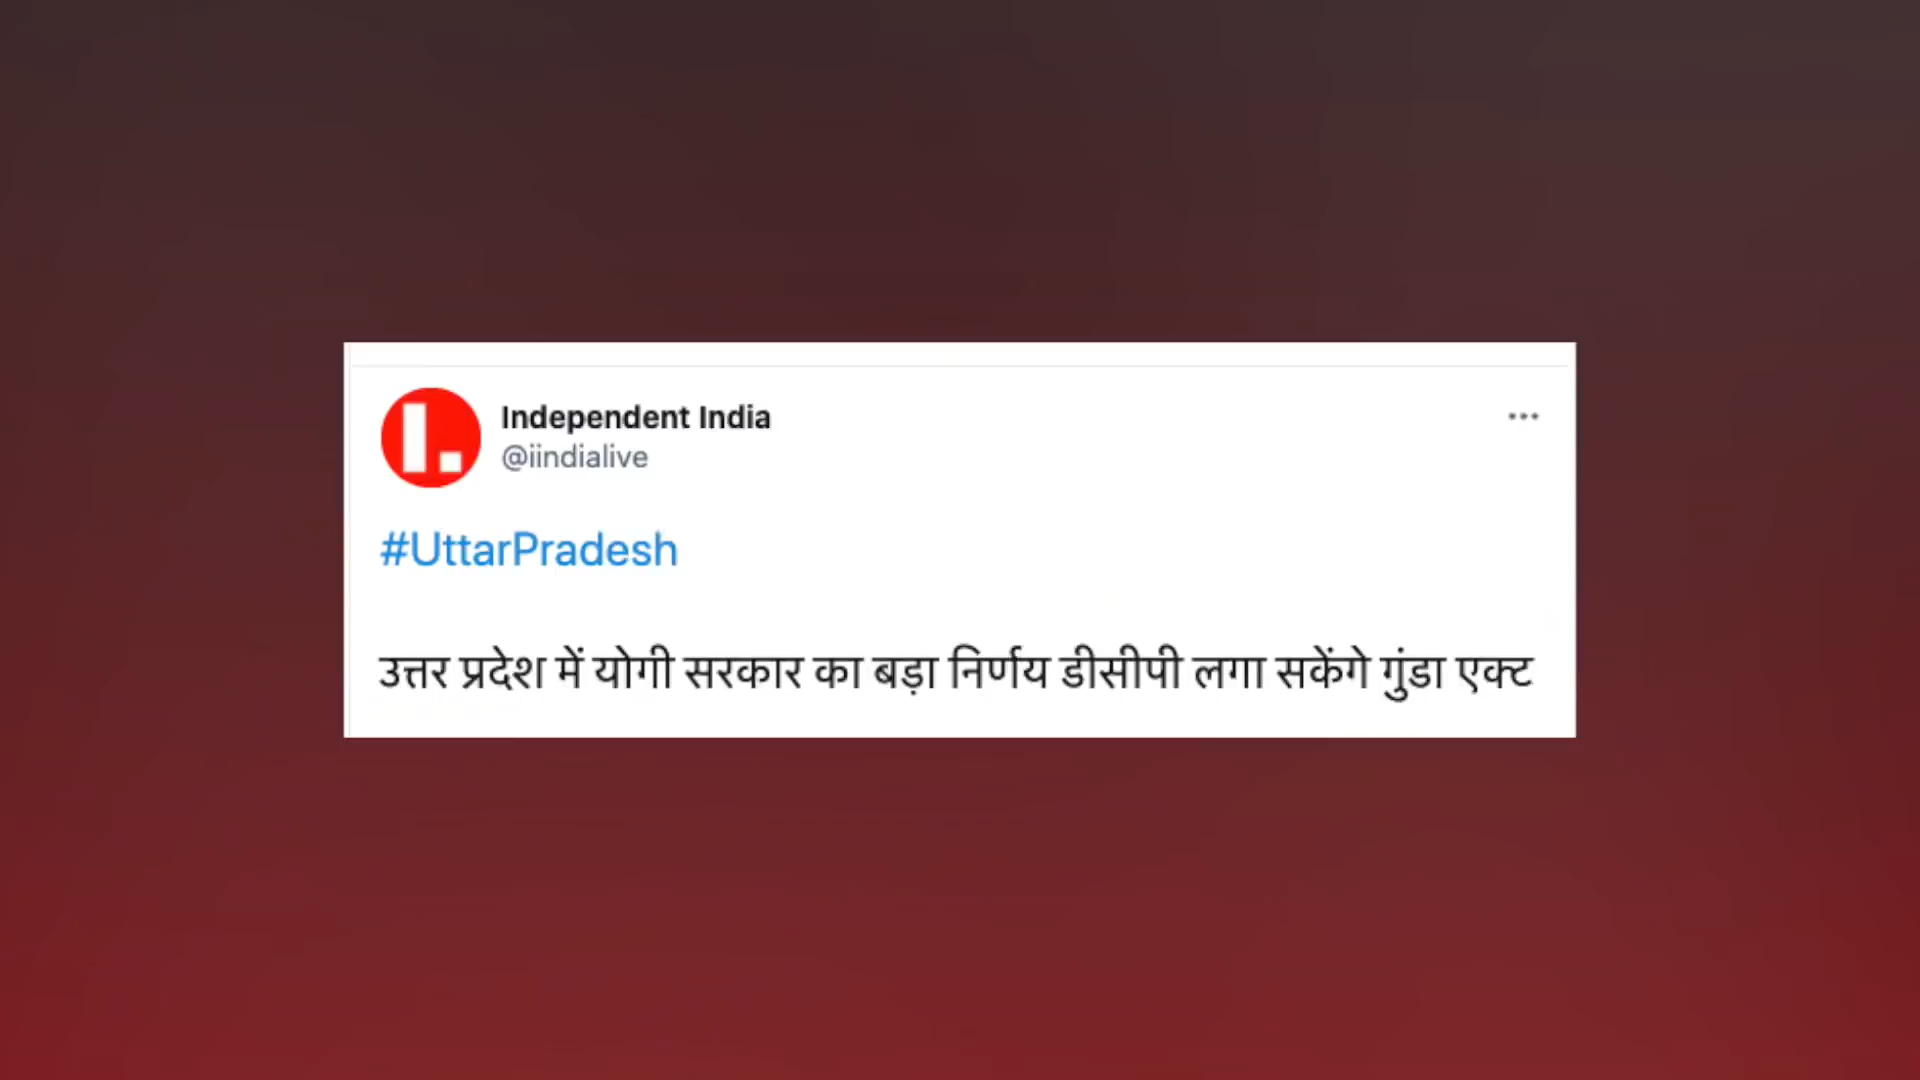 Independent India
@iindialive
#UttarPradesh
उत्तर प्रदेश में योगी सरकार का बड़ा निर्णय डीसीपी लगा सकेंगे गुंडा एक्ट